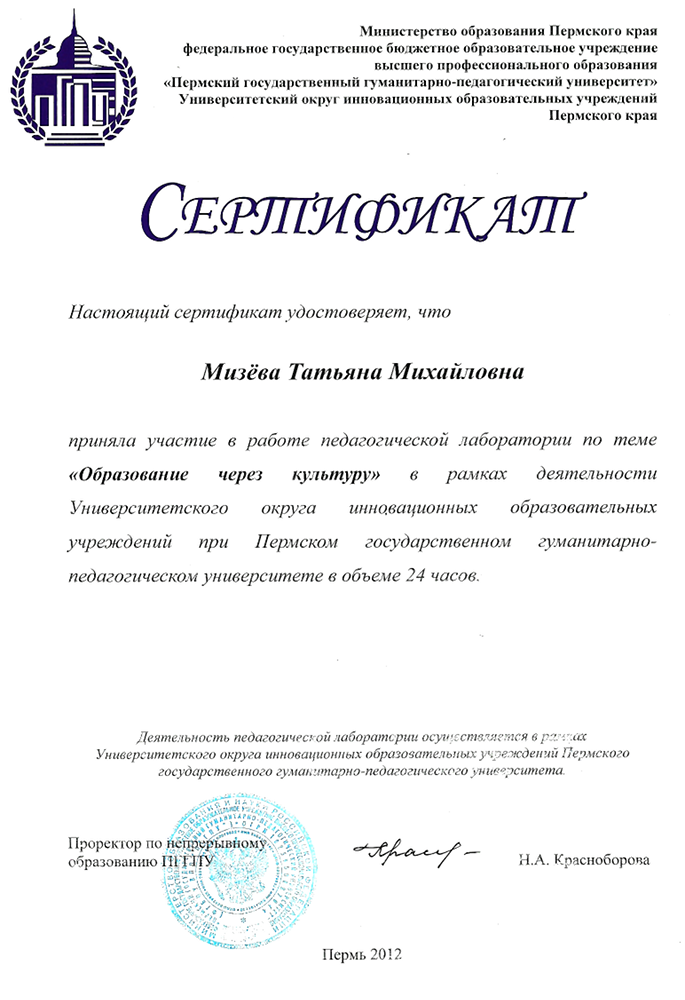 Министерство образования Пермского края
федеральное государственное бюджетное образовательное учреждение
высшего профессионального образования
«Пермский государственный гуманитарно-педагогический университет»
Университетский округ инновационных образовательных учреждений
Пермского края
ПГГПУ
СЕРТИФИКАТ
Настоящий сертификат удостоверяет, что
Мизёва Татьяна Михайловна
приняла участие в работе педагогической лаборатории по теме
«Образование через культуру» в рамках деятельности
Университетского округа инновационных образовательных
учреждений при Пермском государственном гуманитарно-
педагогическом университете в объеме 24 часов.
Деятельность педагогической лаборатории осуществляется в рамках
Университетского округа инновационных образовательных учреждений Пермского
государственного гуманитарно-педагогического университета.
Проректор по непрерывному
образованию ПГГПУ
Н.А. Красноборова
Пермь 2012